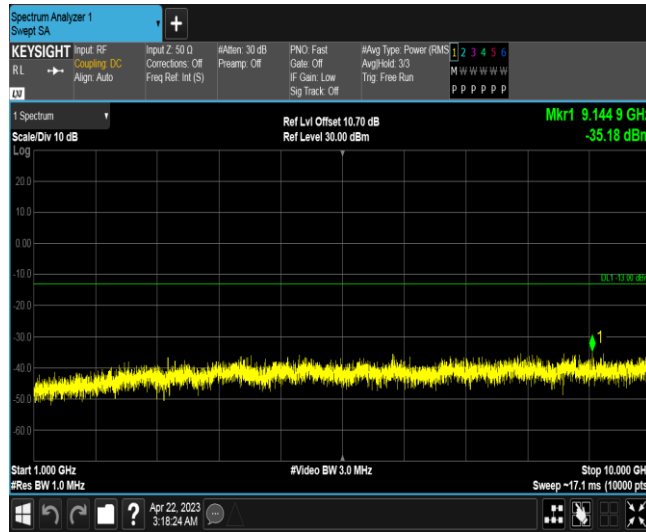 Spectrum Analyzer 1
Swept SA
+
KEYSIGHT
RL
LXI
Input: RF
Coupling: DC
Align: Auto
Input Z: 50 Ω
Corrections: Off
Freq Ref: Int (S)
#Atten: 30 dB
Preamp: Off
PNO: Fast
Gate: Off
IF Gain: Low
Sig Track: Off
#Avg Type: Power (RMS
Avg|Hold: 3/3
Trig: Free Run
1 2 3 4 5 6
M W W W W W
P P P P P P
1 Spectrum
Scale/Div 10 dB
Log
Ref Lvl Offset 10.70 dB
Ref Level 30.00 dBm
Mkr1 9.144 9 GHz
-35.18 dBm
20.0
10.0
0.00
-10.0
DL1 -13.00 dBm
-20.0
-30.0
1
-40.0
-50.0
-60.0
Start 1.000 GHz
#Res BW 1.0 MHz
#Video BW 3.0 MHz
Stop 10.000 GHz
Sweep ~17.1 ms (10000 pts)
?
Apr 22, 2023
3:18:24 AM